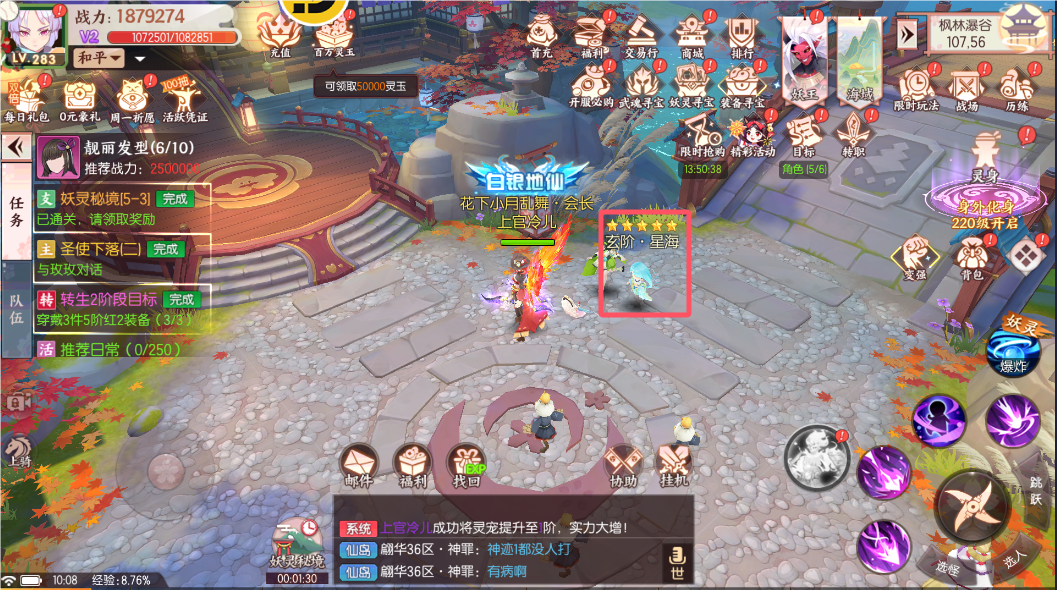 战力: 1879274
V2
1072501/1082851
LV.283
和平
充值
百万灵玉
首充
福利
交易行
商城
排行
枫林瀑谷
107,56
可领取50000灵玉
开服必购
武魂寻宝
妖灵寻宝
装备寻宝
妖王
海域
限时玩法
战场
历练
双倍
每日礼包
0元豪礼
周一祈愿
100抽
活跃凭证
限时抢购
精彩活动
目标
转职
13:50:38
角色 (5/6)
靓丽发型(6/10)
推荐战力: 2500000
任务
支 妖灵秘境[5-3] 完成
已通关, 请领取奖励
主 圣使下落(二) 完成
与玫玫对话
队伍
转 转生2阶段目标 完成
穿戴3件5阶红2装备 (3/3)
活 推荐日常 (0/250)
白银地仙
花下小月乱舞·会长
上官冷儿
玄阶·星海
灵身
身外化身
220级开启
变强
背包
妖灵
爆炸
上骑
邮件
福利
EXP
找回
协助
挂机
跳跃
系统 上官冷儿成功将灵宠提升至 阶, 实力大增!
仙岛 翩华36区·神罪: 神迹1都没人打
仙岛 翩华36区·神罪: 有病啊
世
妖灵秘境
00:01:30
选怪
选人
10:08
经验:8.76%